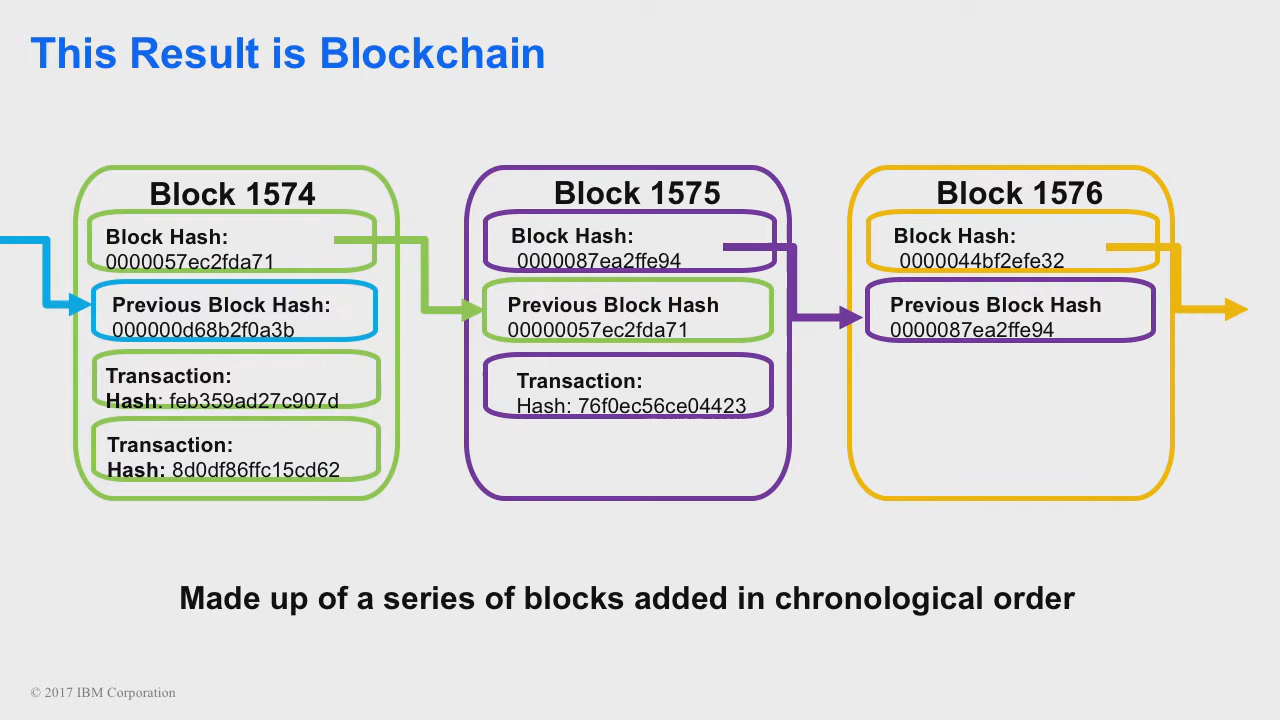 This Result is Blockchain
Block 1574
Block Hash:
0000057ec2fda71
Previous Block Hash:
000000d68b2f0a3b
Transaction:
Hash: feb359ad27c907d
Transaction:
Hash: 8d0df86ffc15cd62
Block 1575
Block Hash:
0000087ea2ffe94
Previous Block Hash
00000057ec2fda71
Transaction:
Hash: 76f0ec56ce04423
Block 1576
Block Hash:
0000044bf2efe32
Previous Block Hash
0000087ea2ffe94
Made up of a series of blocks added in chronological order
© 2017 IBM Corporation